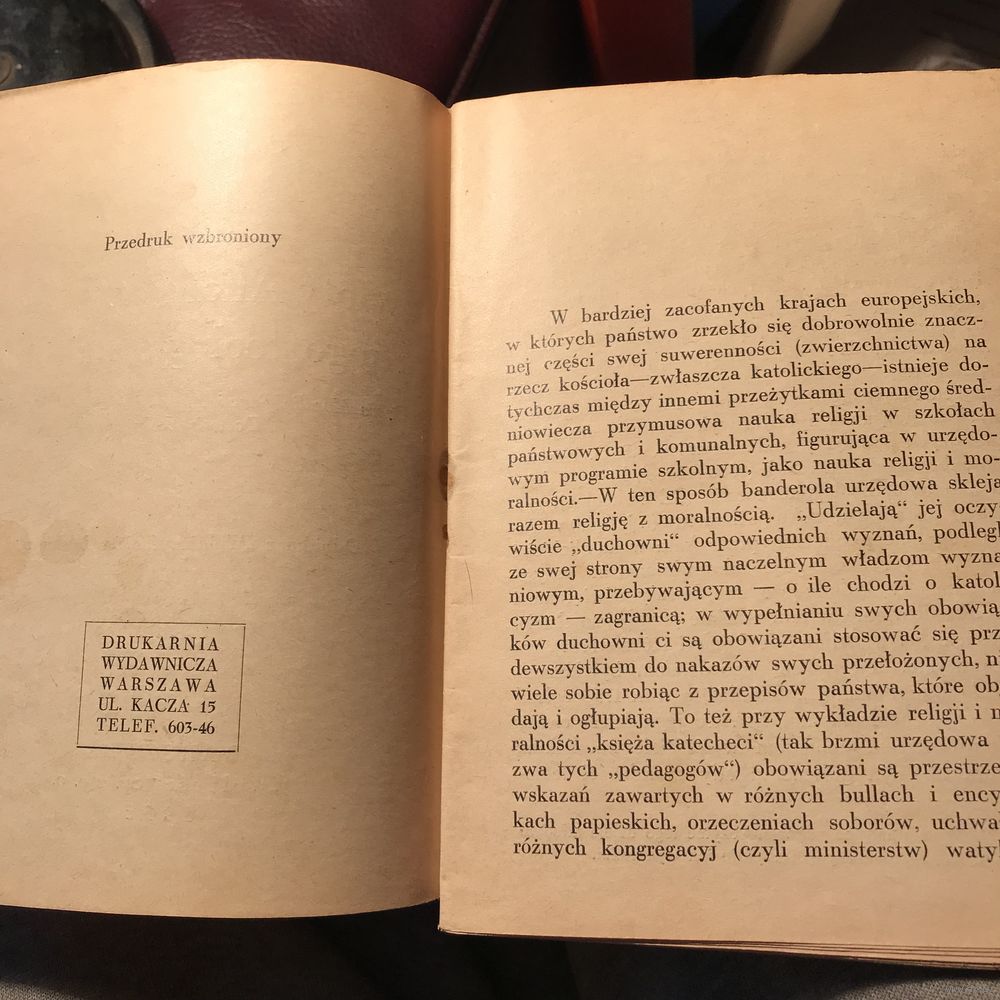 Przedruk wzbroniony
DRUKARNIA
WYDAWNICZA
WARSZAWA
UL. KACZA 15
TELEF. 603-46
W bardziej zacofanych krajach europejskich,
w których państwo zrzekło się dobrowolnie znacz-
nej części swej suwerenności (zwierzchnictwa) na
rzecz kościoła—zwłaszcza katolickiego—istnieje do-
tychczas między innemi przeżytkami ciemnego śred-
niowiecza przymusowa nauka religji w szkołach
państwowych i komunalnych, figurująca w urzędo-
wym programie szkolnym, jako nauka religji i mo-
ralności.—W ten sposób banderola urzędowa skleja
razem religję z moralnością. „Udzielają“ jej oczy-
wiście „duchowni“ odpowiednich wyznań, podległ
ze swej strony swym naczelnym władzom wyzna
niowym, przebywającym — o ile chodzi o katol
cyzm — zagranicą; w wypełnianiu swych obowią
ków duchowni ci są obowiązani stosować się prz
dewszystkiem do nakazów swych przełożonych, ni
wiele sobie robiąc z przepisów państwa, które ob
dają i ogłupiają. To też przy wykładzie religji i m
ralności „księża katecheci“ (tak brzmi urzędowa
zwa tych „pedagogów“) obowiązani są przestrze
wskazań zawartych w różnych bullach i ency
kach papieskich, orzeczeniach soborów, uchwa
różnych kongregacyj (czyli ministerstw) watyk